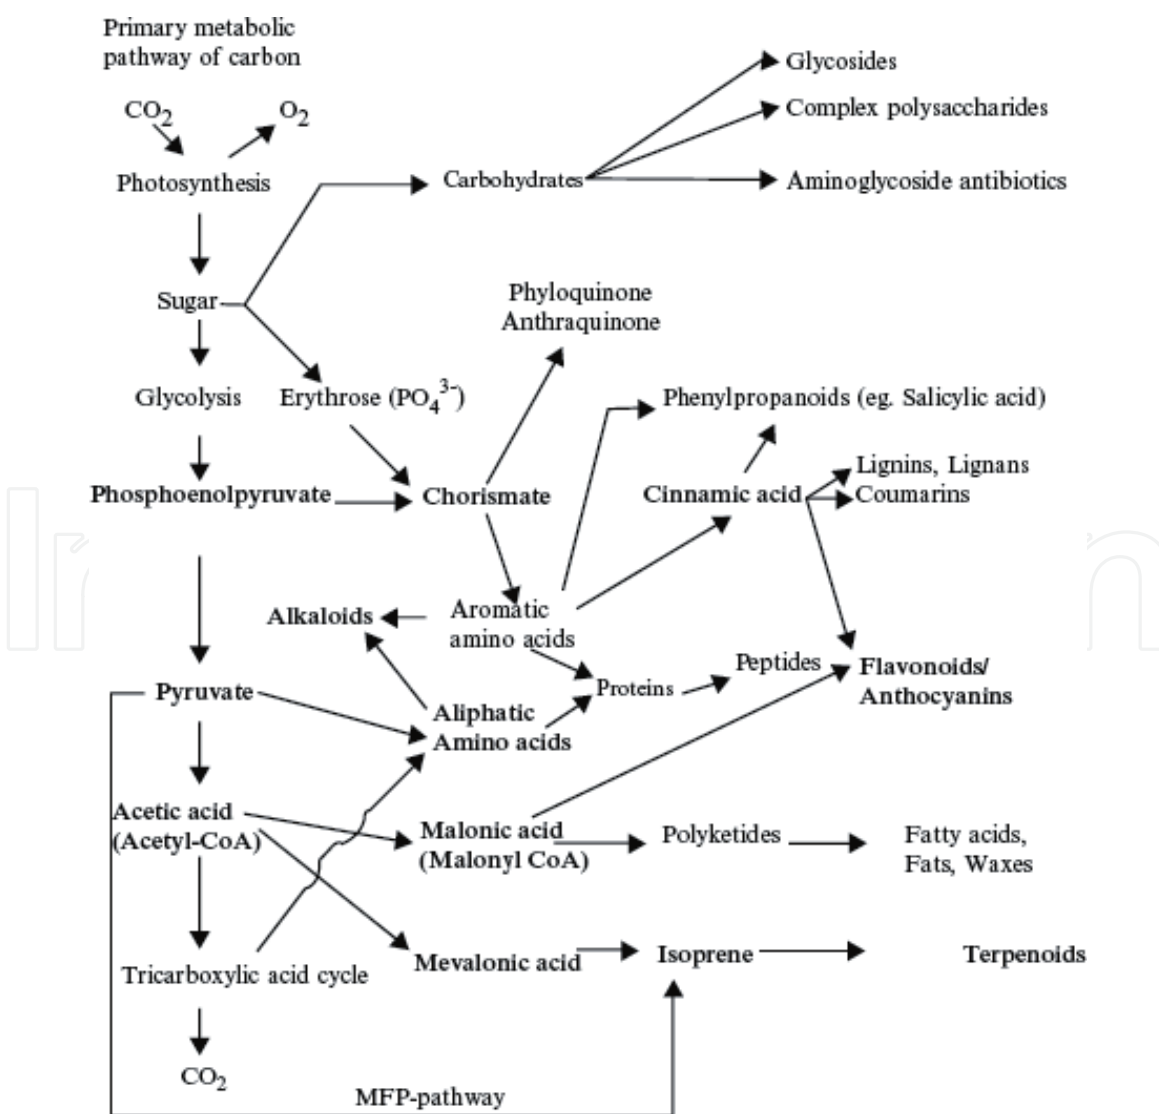 Primary metabolic
pathway of carbon
CO2
O2
Glycosides
Complex polysaccharides
Photosynthesis
Carbohydrates
Aminoglycoside antibiotics
Sugar
Phyloquinone
Anthraquinone
Glycolysis
Erythrose (PO4 3-)
Phenylpropanoids (eg. Salicylic acid)
Phosphoenolpyruvate
Chorismate
Cinnamic acid
Lignins, Lignans
Coumarins
Alkaloids
Aromatic
amino acids
Peptides
Flavonoids/
Anthocyanins
Proteins
Pyruvate
Aliphatic
Amino acids
Acetic acid
(Acetyl-CoA)
Malonic acid
(Malonyl CoA)
Polyketides
Fatty acids,
Fats, Waxes
Tricarboxylic acid cycle
Mevalonic acid
Isoprene
Terpenoids
CO2
MFP-pathway